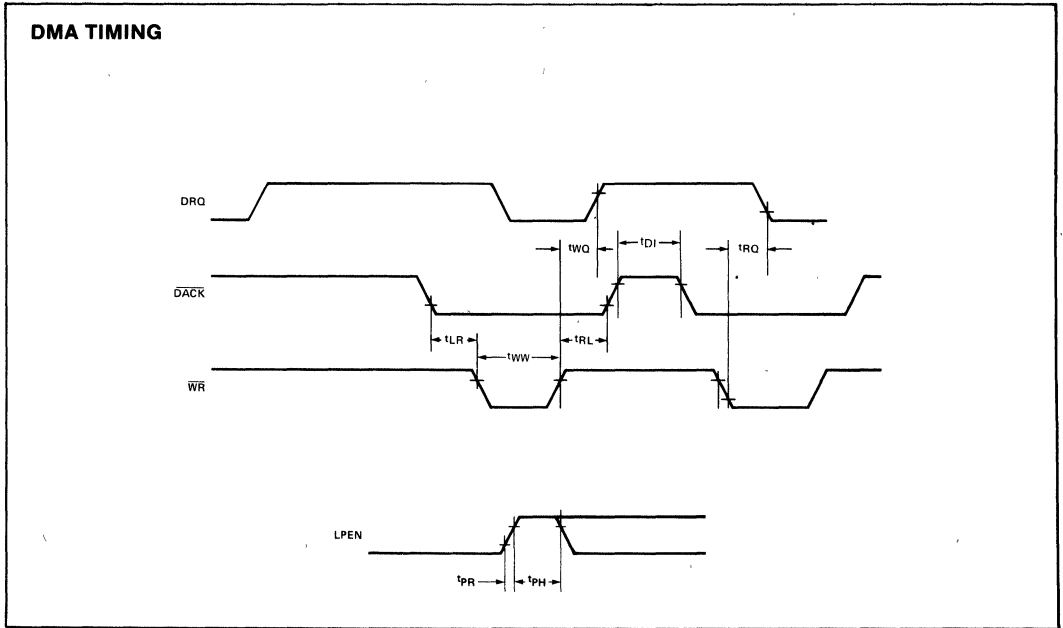 DMA TIMING
DRQ
tWQ
tDI
tRQ
DACK
tLR
tWW
tRL
WR
LPEN
tPR
tPH